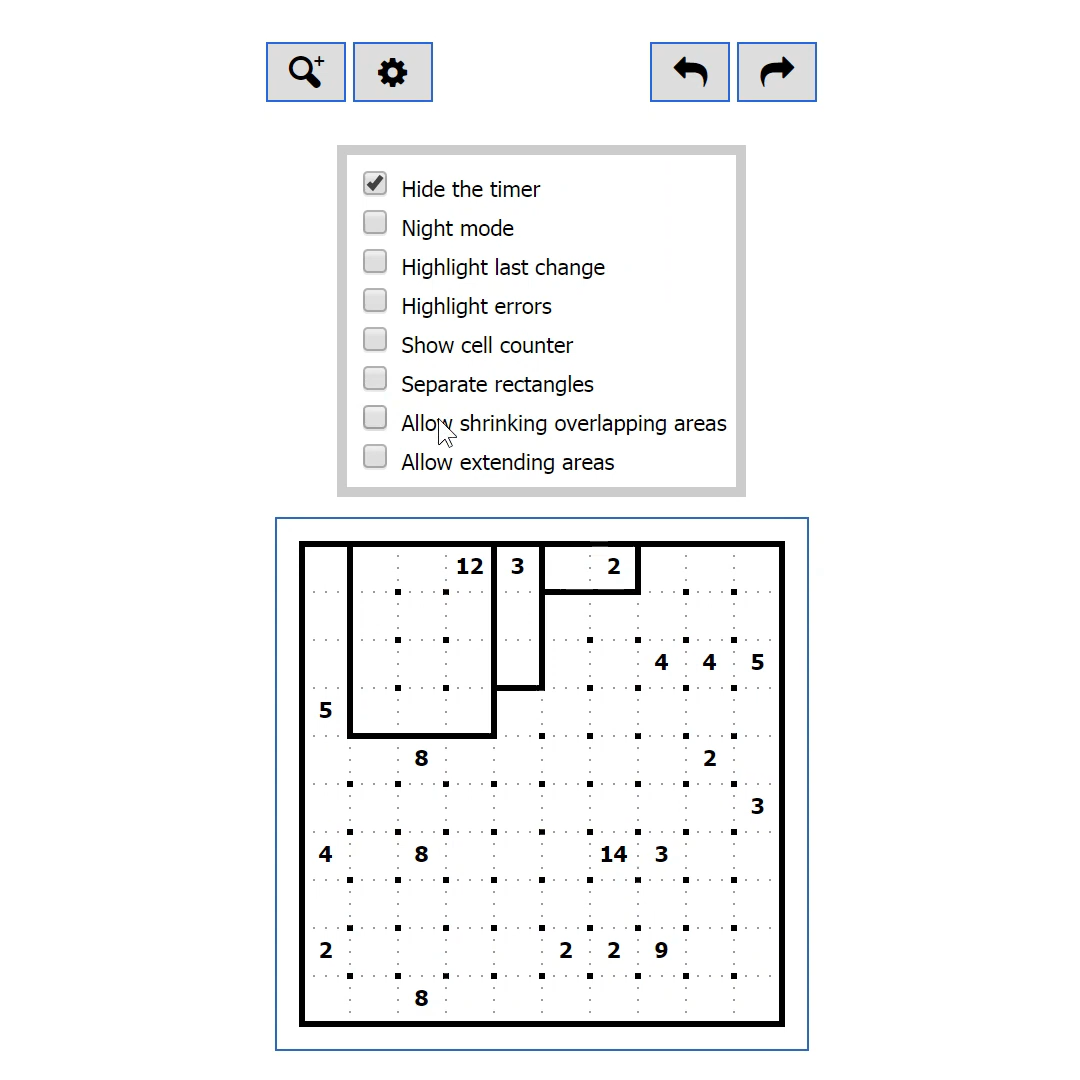 Hide the timer
Night mode
Highlight last change
Highlight errors
Show cell counter
Separate rectangles
Allow shrinking overlapping areas
Allow extending areas
12 3 2
4 4 5
5
8 2
3
4 8 14 3
2 2 2 9
8